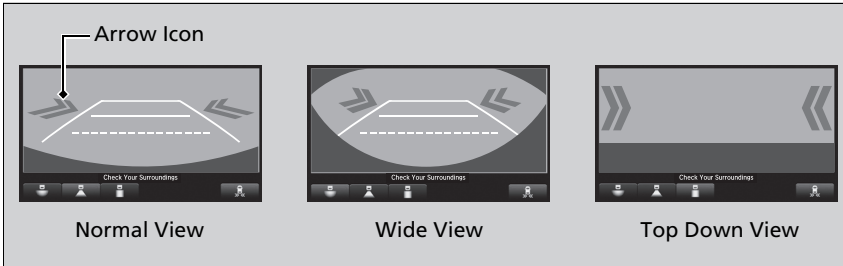 Arrow Icon
Check Your Surroundings
Check Your Surroundings
Check Your Surroundings
Normal View
Wide View
Top Down View